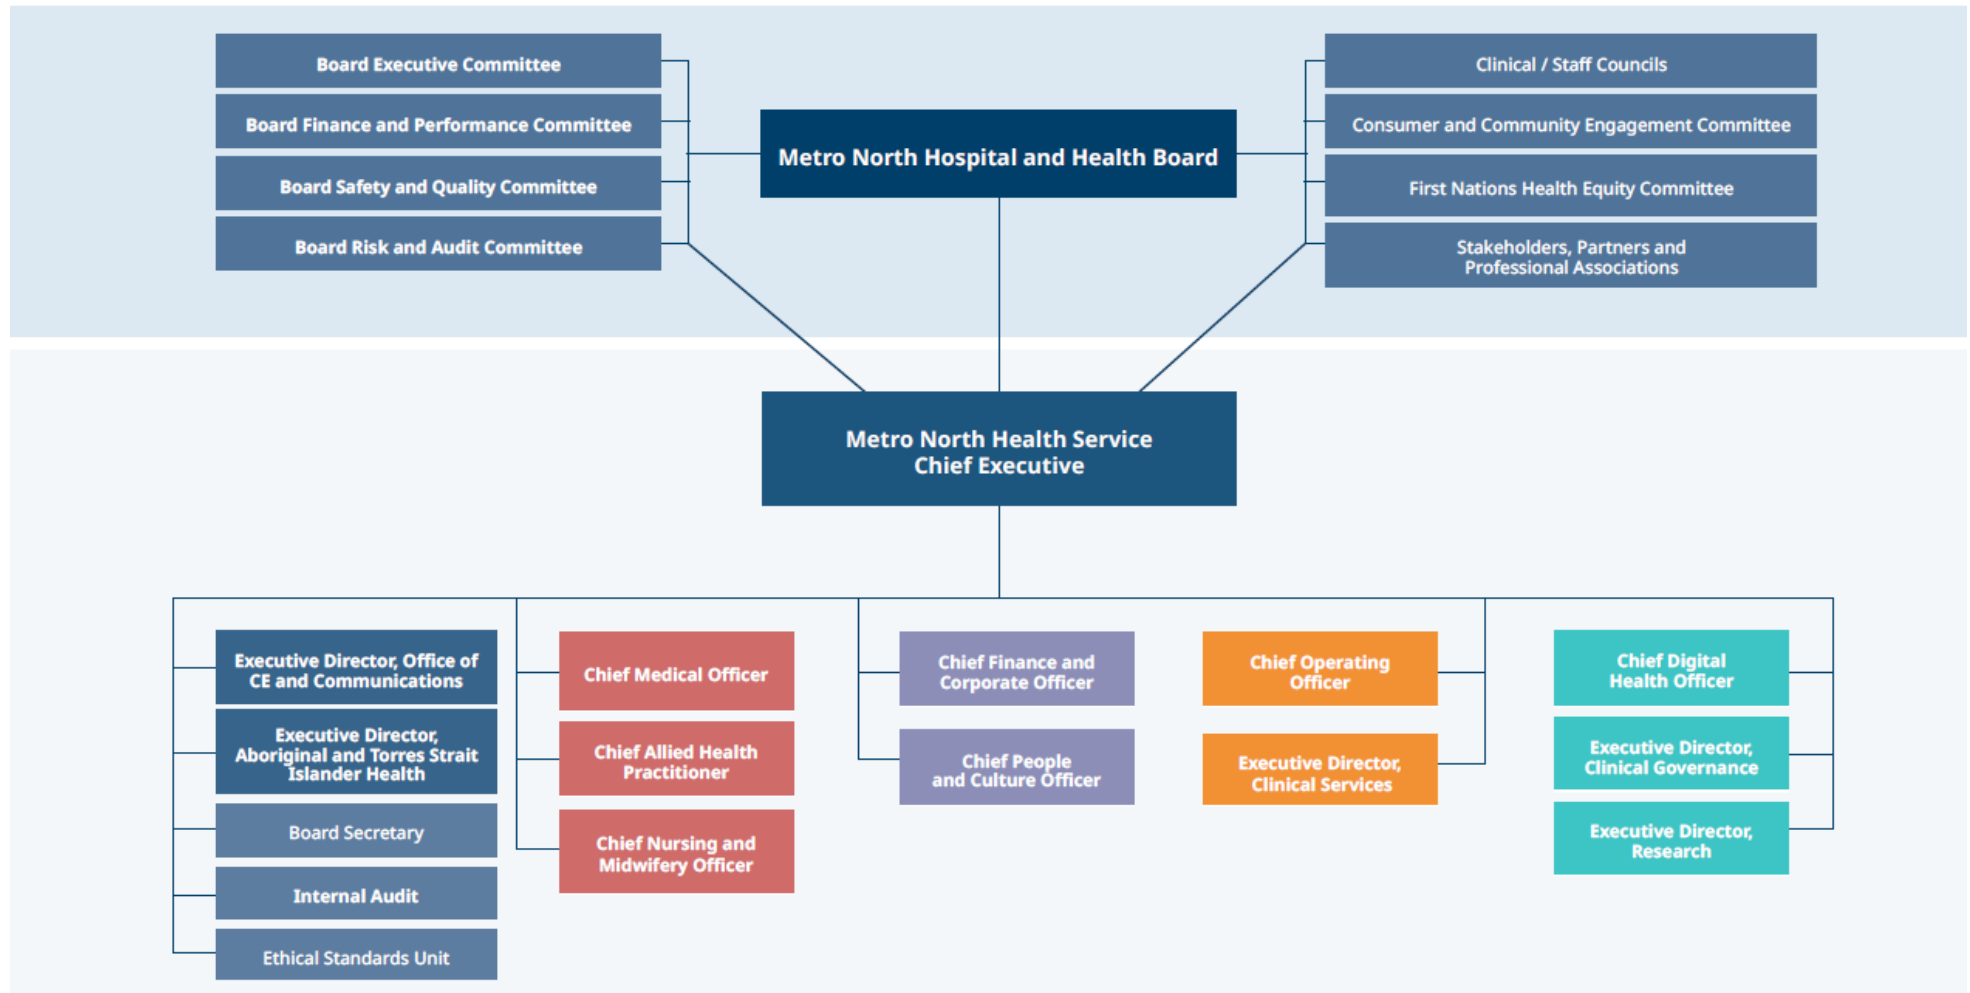 Board Executive Committee
Board Finance and Performance Committee
Board Safety and Quality Committee
Board Risk and Audit Committee
Metro North Hospital and Health Board
Clinical / Staff Councils
Consumer and Community Engagement Committee
First Nations Health Equity Committee
Stakeholders, Partners and
Professional Associations
Metro North Health Service
Chief Executive
Executive Director, Office of
CE and Communications
Executive Director,
Aboriginal and Torres Strait
Islander Health
Board Secretary
Internal Audit
Ethical Standards Unit
Chief Medical Officer
Chief Allied Health
Practitioner
Chief Nursing and
Midwifery Officer
Chief Finance and
Corporate Officer
Chief People
and Culture Officer
Chief Operating
Officer
Executive Director,
Clinical Services
Chief Digital
Health Officer
Executive Director,
Clinical Governance
Executive Director,
Research